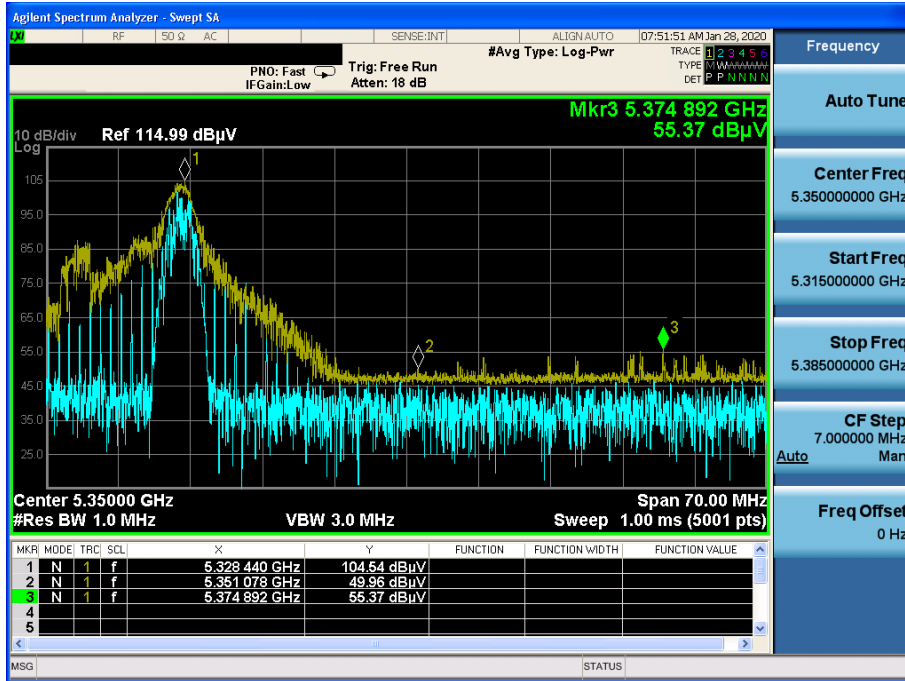 Agilent Spectrum Analyzer - Swept SA
LXI RF 50 Ω AC SENSE:INT ALIGN AUTO 07:51:51 AM Jan 28, 2020
#Avg Type: Log-Pwr
TRACE 1 2 3 4 5 6
TYPE M W W W W W
DET P P N N N N
PNO: Fast Trig: Free Run
IFGain:Low Atten: 18 dB
Mkr3 5.374 892 GHz
55.37 dBµV
10 dB/div Ref 114.99 dBµV
Log
105
95.0
85.0
75.0
65.0
55.0
45.0
35.0
25.0
1
2
3
Center 5.35000 GHz Span 70.00 MHz
#Res BW 1.0 MHz VBW 3.0 MHz Sweep 1.00 ms (5001 pts)
MKR MODE TRC SCL X Y FUNCTION FUNCTION WIDTH FUNCTION VALUE
1 N 1 f 5.328 440 GHz 104.54 dBµV
2 N 1 f 5.351 078 GHz 49.96 dBµV
3 N 1 f 5.374 892 GHz 55.37 dBµV
4
5
MSG STATUS
Frequency
Auto Tune
Center Freq
5.350000000 GHz
Start Freq
5.315000000 GHz
Stop Freq
5.385000000 GHz
CF Step
7.000000 MHz
Auto Man
Freq Offset
0 Hz